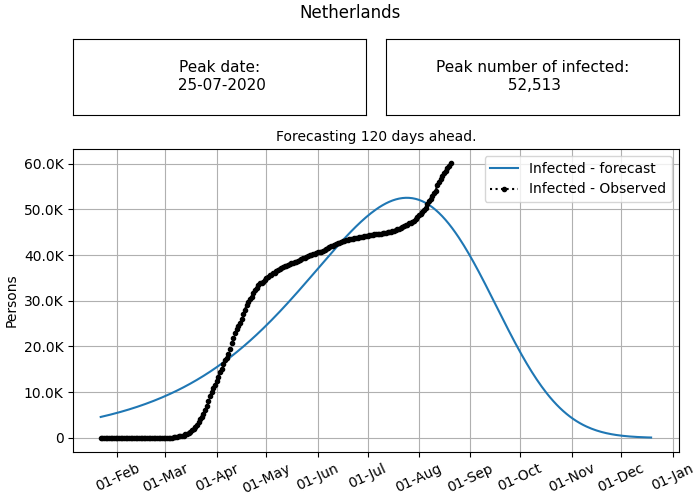 Netherlands
Peak date:
25-07-2020
Peak number of infected:
52,513
Forecasting 120 days ahead.
Infected - forecast
Infected - Observed
60.0K
50.0K
40.0K
30.0K
20.0K
10.0K
0
Persons
01-Feb
01-Mar
01-Apr
01-May
01-Jun
01-Jul
01-Aug
01-Sep
01-Oct
01-Nov
01-Dec
01-Jan